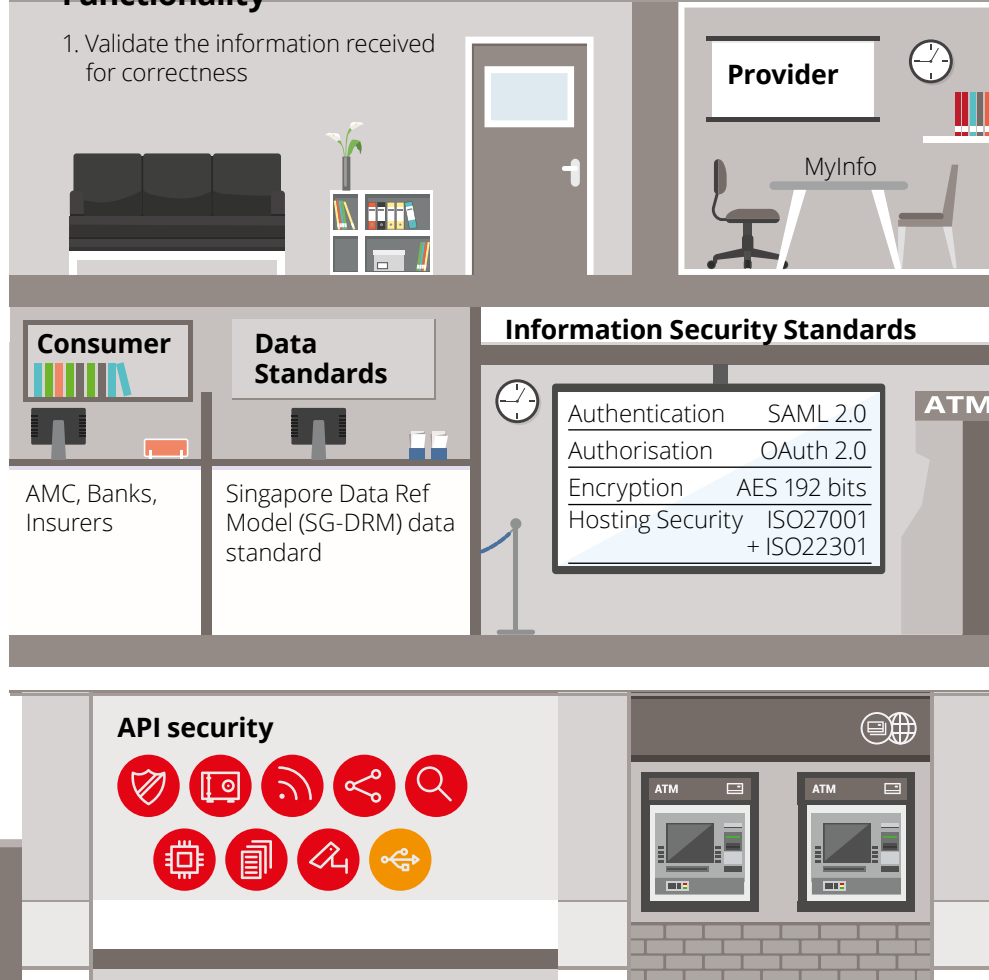 Functionality
1. Validate the information received
for correctness
Provider
MyInfo
Consumer
Data
Standards
AMC, Banks,
Insurers
Singapore Data Ref
Model (SG-DRM) data
standard
Information Security Standards
Authentication SAML 2.0
Authorisation OAuth 2.0
Encryption AES 192 bits
Hosting Security ISO27001
+ ISO22301
ATM
API security
ATM
ATM